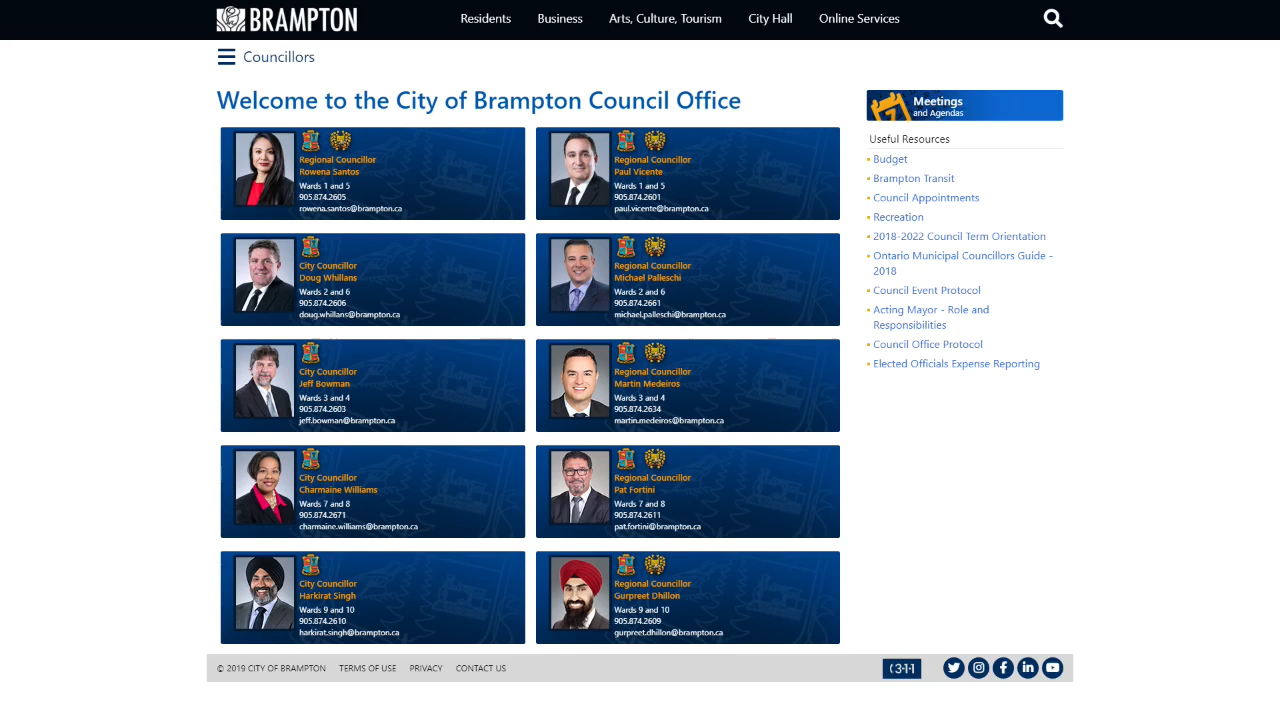 BRAMPTON
Residents
Business
Arts, Culture, Tourism
City Hall
Online Services
Councillors
Welcome to the City of Brampton Council Office
Regional Councillor
Rowena Santos
Wards 1 and 5
905.874.2605
rowena.santos@brampton.ca
Regional Councillor
Paul Vicente
Wards 1 and 5
905.874.2601
paul.vicente@brampton.ca
City Councillor
Doug Whillans
Wards 2 and 6
905.874.2606
doug.whillans@brampton.ca
Regional Councillor
Michael Palleschi
Wards 2 and 6
905.874.2661
michael.palleschi@brampton.ca
City Councillor
Jeff Bowman
Wards 3 and 4
905.874.2603
jeff.bowman@brampton.ca
Regional Councillor
Martin Medeiros
Wards 3 and 4
905.874.2634
martin.medeiros@brampton.ca
City Councillor
Charmaine Williams
Wards 7 and 8
905.874.2671
charmaine.williams@brampton.ca
Regional Councillor
Pat Fortini
Wards 7 and 8
905.874.2611
pat.fortini@brampton.ca
City Councillor
Harkirat Singh
Wards 9 and 10
905.874.2610
harkirat.singh@brampton.ca
Regional Councillor
Gurpreet Dhillon
Wards 9 and 10
905.874.2609
gurpreet.dhillon@brampton.ca
Meetings
and Agendas
Useful Resources
Budget
Brampton Transit
Council Appointments
Recreation
2018-2022 Council Term Orientation
Ontario Municipal Councillors Guide -
2018
Council Event Protocol
Acting Mayor - Role and
Responsibilities
Council Office Protocol
Elected Officials Expense Reporting
© 2019 CITY OF BRAMPTON
TERMS OF USE
PRIVACY
CONTACT US
3-1-1